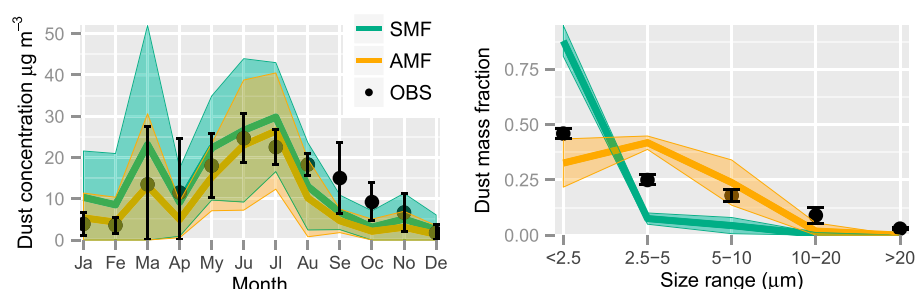 Dust concentration µg m−3
50
40
30
20
10
0
Ja Fe Ma Ap My Ju Jl Au Se Oc No De
Month
SMF
AMF
OBS
Dust mass fraction
0.75
0.50
0.25
0.00
<2.5 2.5−5 5−10 10−20 >20
Size range (µm)